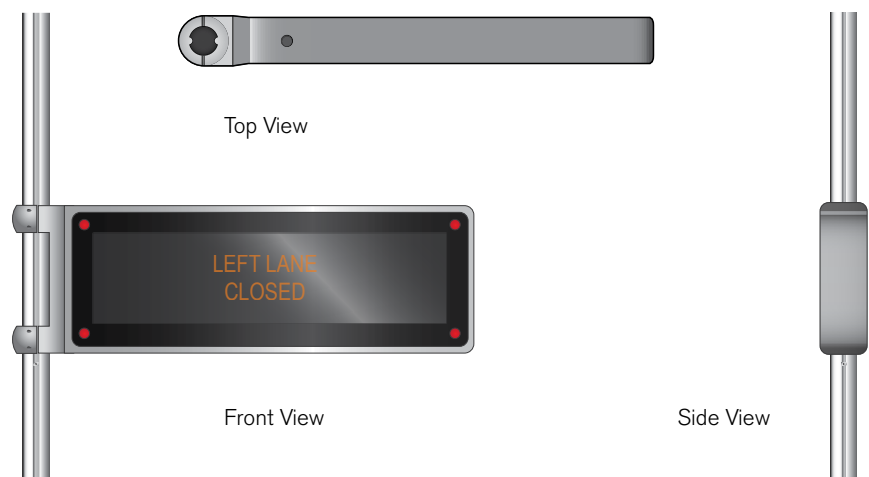 Top View
LEFT LANE
CLOSED
Front View
Side View